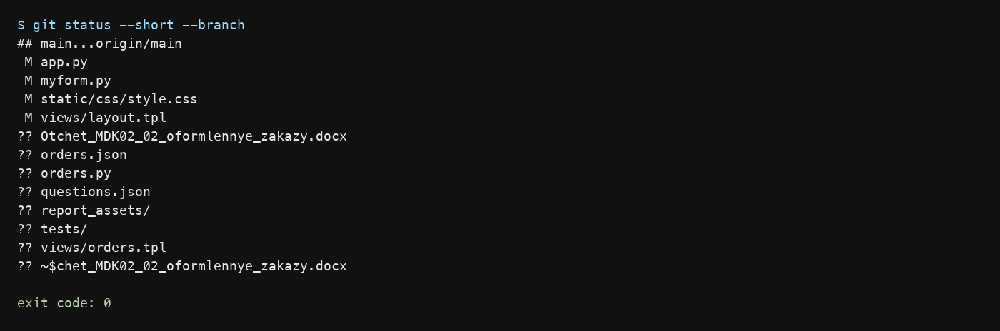 $ git status --short --branch
## main...origin/main
 M app.py
 M myform.py
 M static/css/style.css
 M views/layout.tpl
?? Otchet_MDK02_02_oformlennye_zakazy.docx
?? orders.json
?? orders.py
?? questions.json
?? report_assets/
?? tests/
?? views/orders.tpl
?? ~$chet_MDK02_02_oformlennye_zakazy.docx
exit code: 0